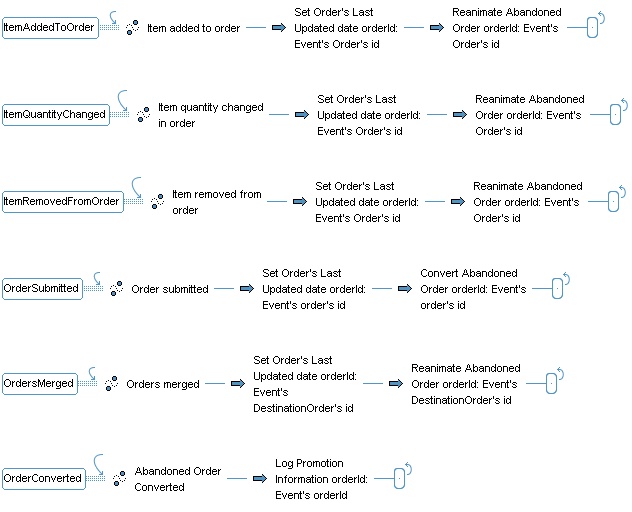 ItemAddedToOrder
Item added to order
Set Order's Last
Updated date orderId:
Event's Order's id
Reanimate Abandoned
Order orderId: Event's
Order's id
ItemQuantityChanged
Item quantity changed
in order
Set Order's Last
Updated date orderId:
Event's Order's id
Reanimate Abandoned
Order orderId: Event's
Order's id
ItemRemovedFromOrder
Item removed from
order
Set Order's Last
Updated date orderId:
Event's Order's id
Reanimate Abandoned
Order orderId: Event's
Order's id
OrderSubmitted
Order submitted
Set Order's Last
Updated date orderId:
Event's order's id
Convert Abandoned
Order orderId: Event's
order's id
OrdersMerged
Orders merged
Set Order's Last
Updated date orderId:
Event's
DestinationOrder's id
Reanimate Abandoned
Order orderId: Event's
DestinationOrder's id
OrderConverted
Abandoned Order
Converted
Log Promotion
Information orderId:
Event's orderId